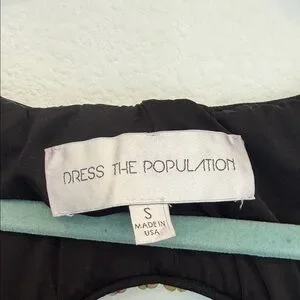 DRESS THE POPULATION
S
MADE IN
USA